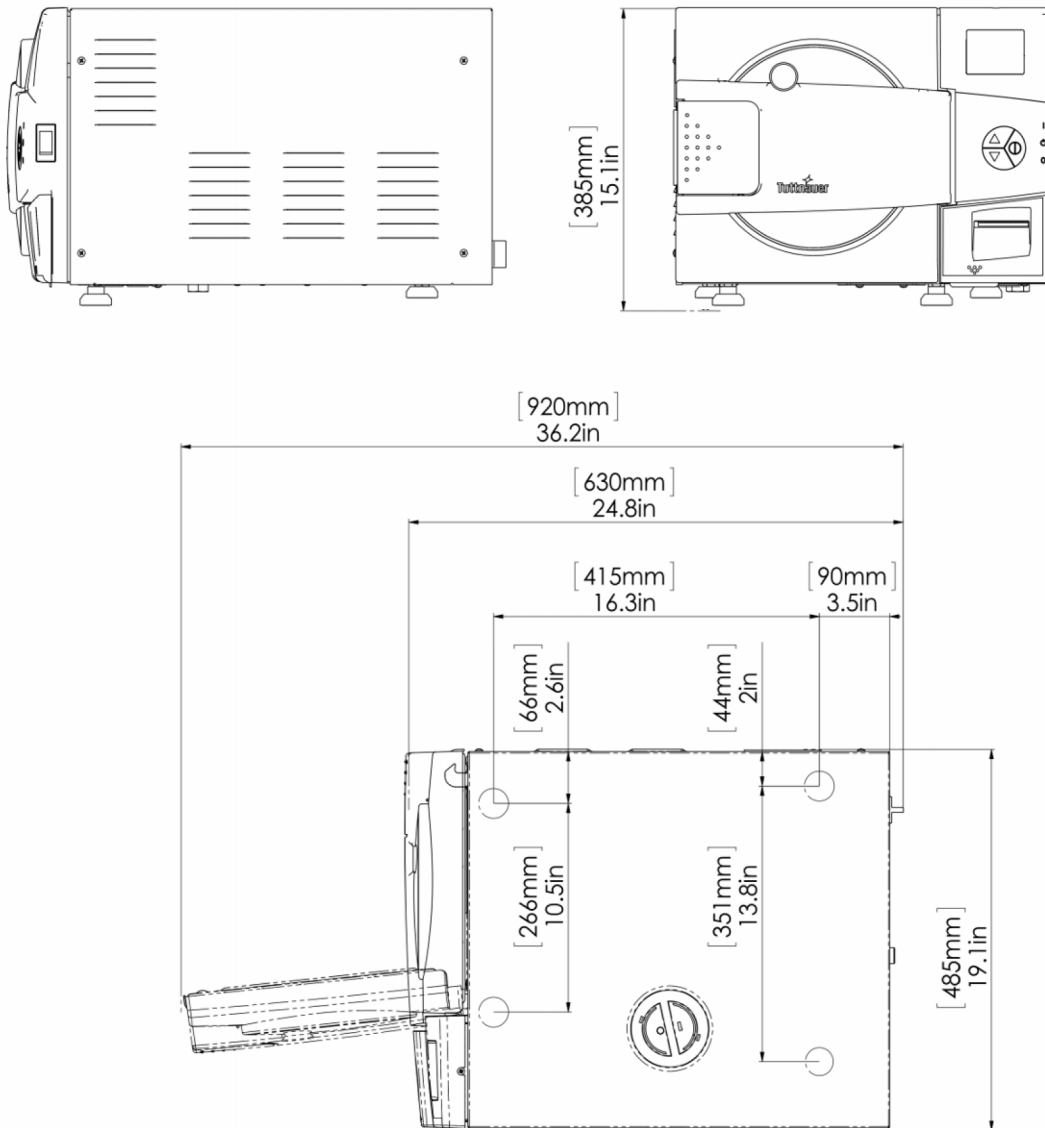 [385mm]
15.1in
Tuttnauer
[920mm]
36.2in
[630mm]
24.8in
[415mm]
16.3in
[90mm]
3.5in
[66mm]
2.6in
[44mm]
2in
[266mm]
10.5in
[351mm]
13.8in
[485mm]
19.1in